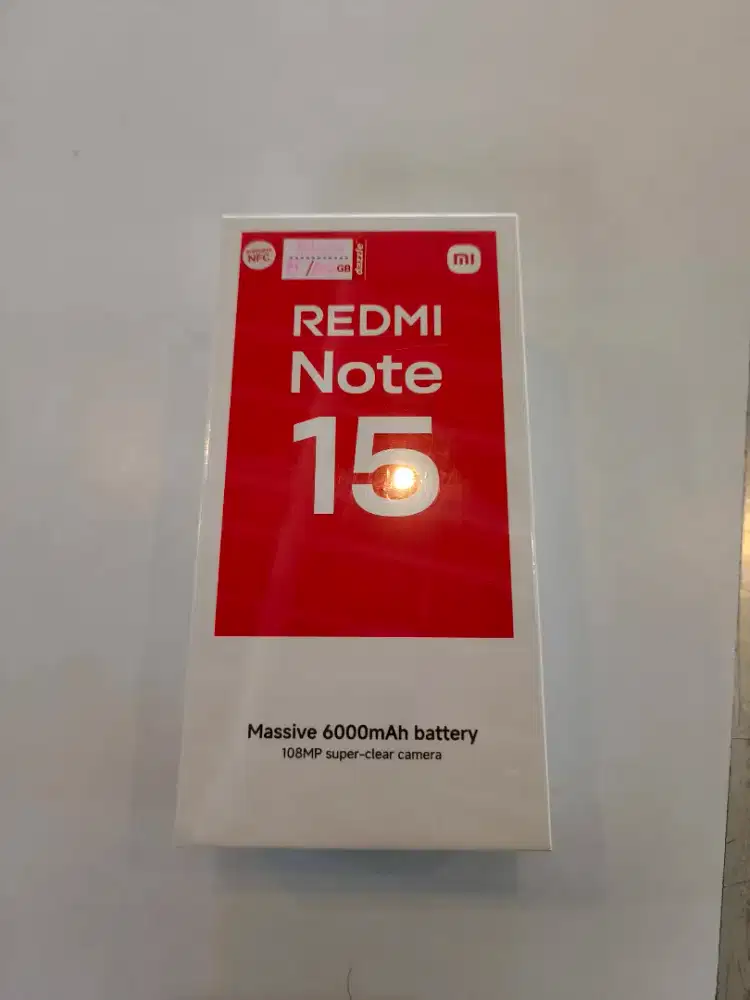 NFC
GB
dazzle
mi
REDMI
Note
15
Massive 6000mAh battery
108MP super-clear camera